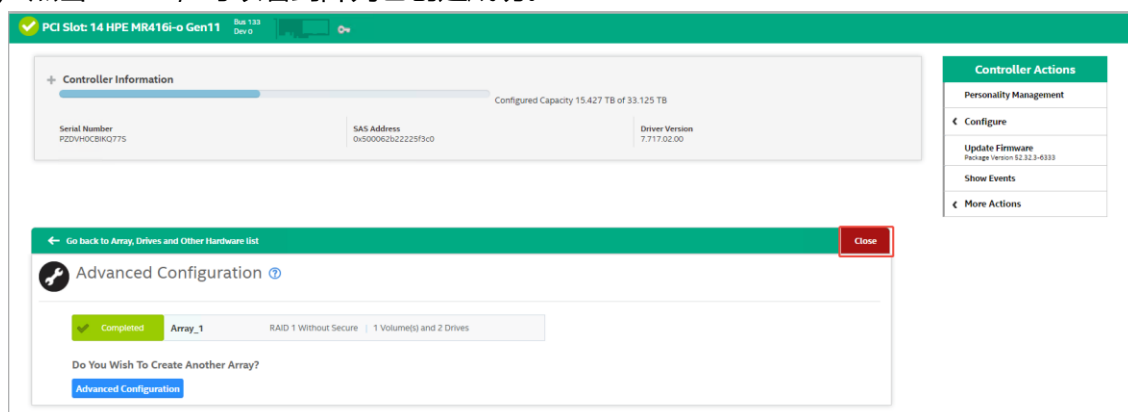 PCI Slot: 14 HPE MR416i-o Gen11
Bus 133
Dev 0
Controller Information
Configured Capacity 15.427 TB of 33.125 TB
Serial Number
PZDVH0CBIKQ77S
SAS Address
0x500062b22225f3c0
Driver Version
7.717.02.00
Controller Actions
Personality Management
Configure
Update Firmware
Package Version 52.32.3-6333
Show Events
More Actions
Go back to Array, Drives and Other Hardware list
Close
Advanced Configuration
Completed
Array_1
RAID 1 Without Secure | 1 Volume(s) and 2 Drives
Do You Wish To Create Another Array?
Advanced Configuration